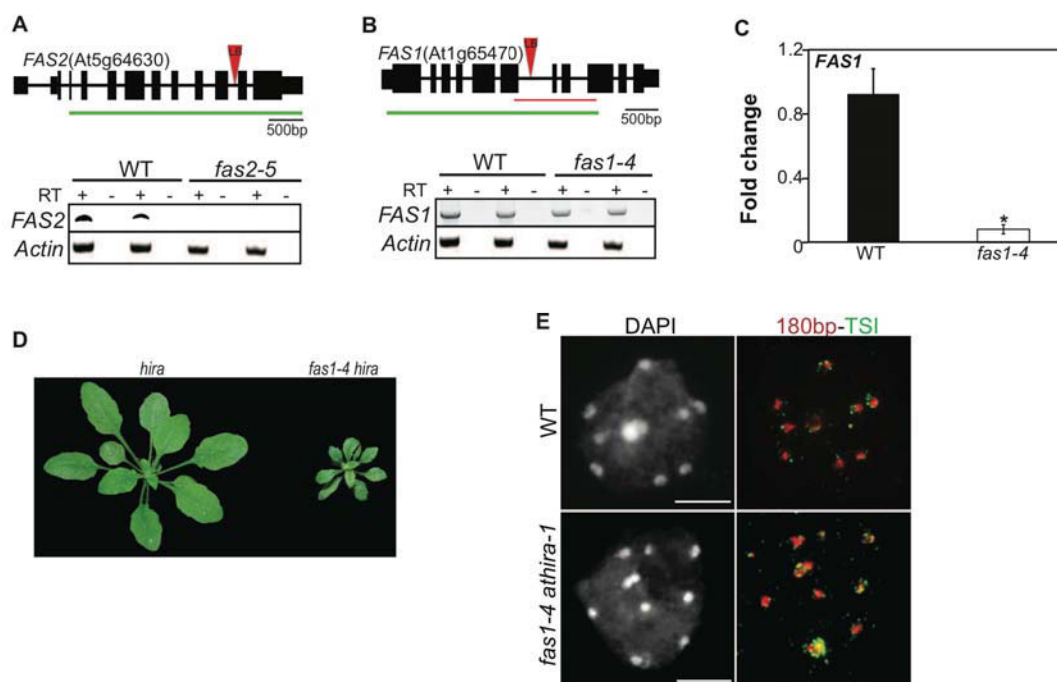 A
FAS2(At5g64630)
LB
500bp
WT fas2-5
RT + - + - + - + -
FAS2
Actin
B
FAS1(At1g65470)
LB
500bp
WT fas1-4
RT + - + - + - + -
FAS1
Actin
C
FAS1
Fold change
1.2
0.8
0.4
0
*
WT fas1-4
D
hira fas1-4 hira
E
DAPI 180bp-TSI
WT
fas1-4 athira-1